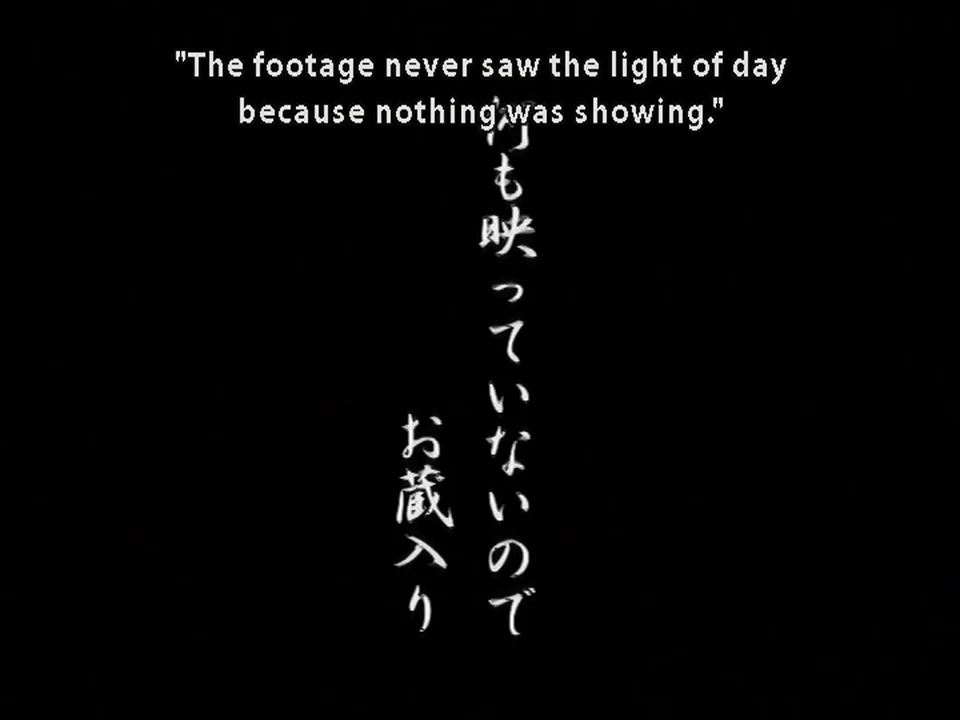 "The footage never saw the light of day
because nothing was showing."
何も映っていないので
お蔵入り